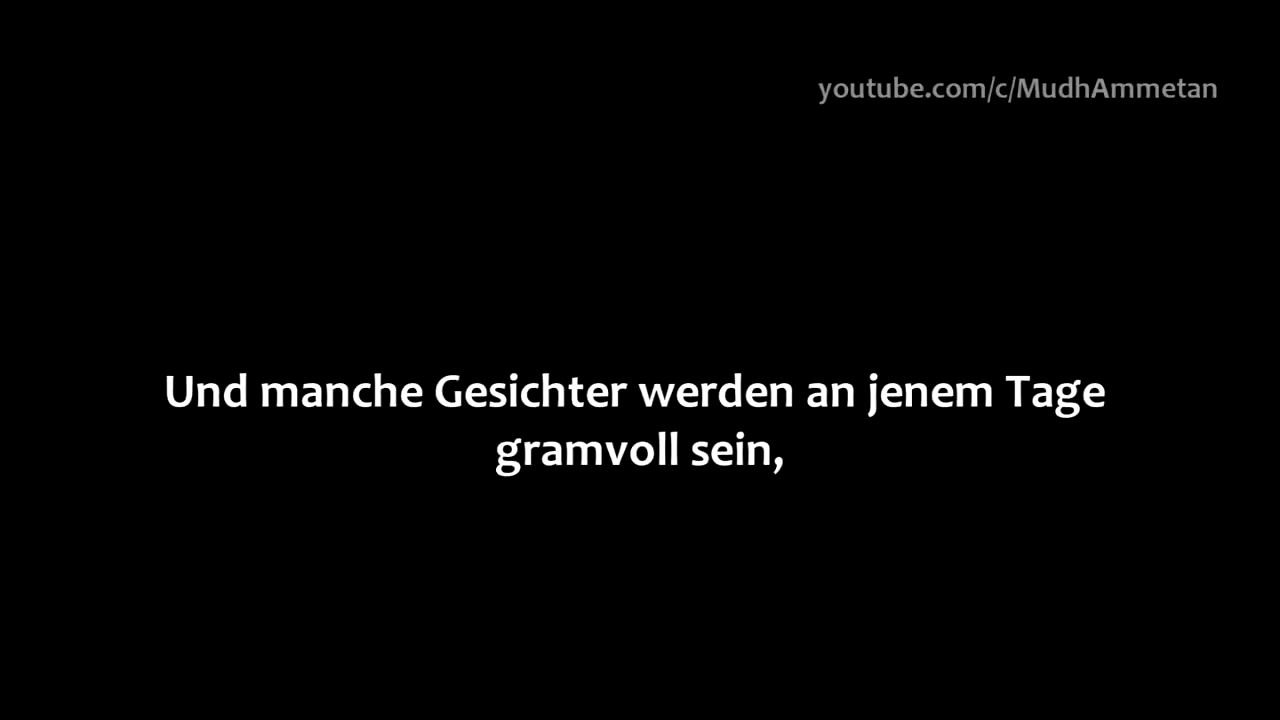 youtube.com/c/MudhAmmetan
Und manche Gesichter werden an jenem Tage
gramvoll sein,